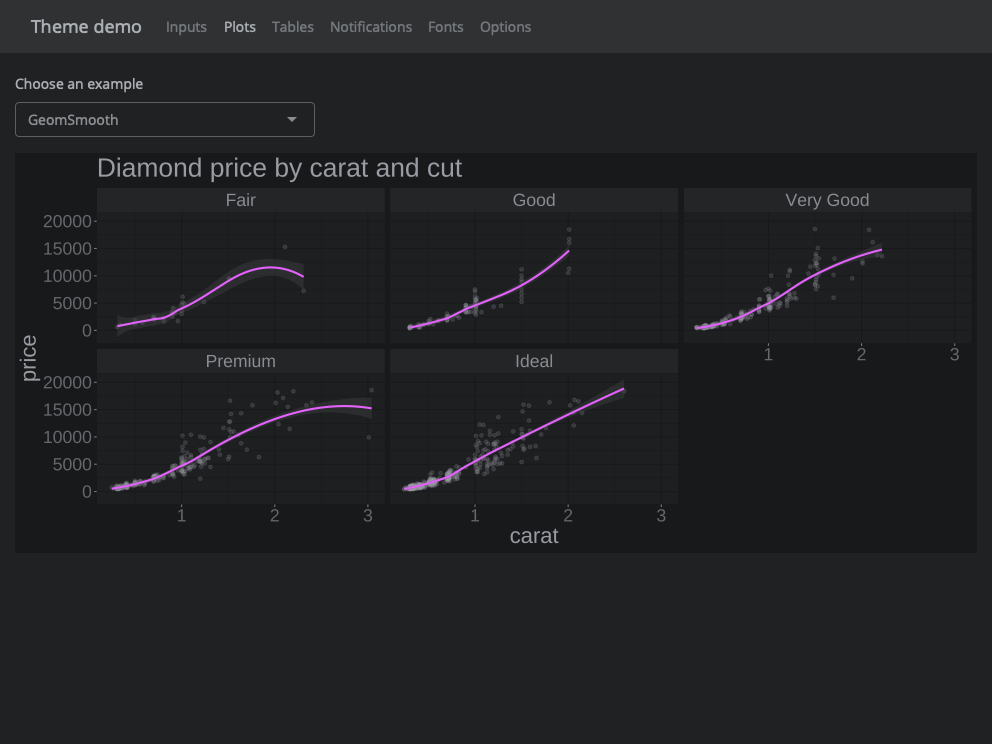 Theme demo Inputs Plots Tables Notifications Fonts Options
Choose an example
GeomSmooth
Diamond price by carat and cut
Fair Good Very Good
20000
15000
10000
5000
0
1 2 3
price
Premium Ideal
20000
15000
10000
5000
0
1 2 3 1 2 3
carat